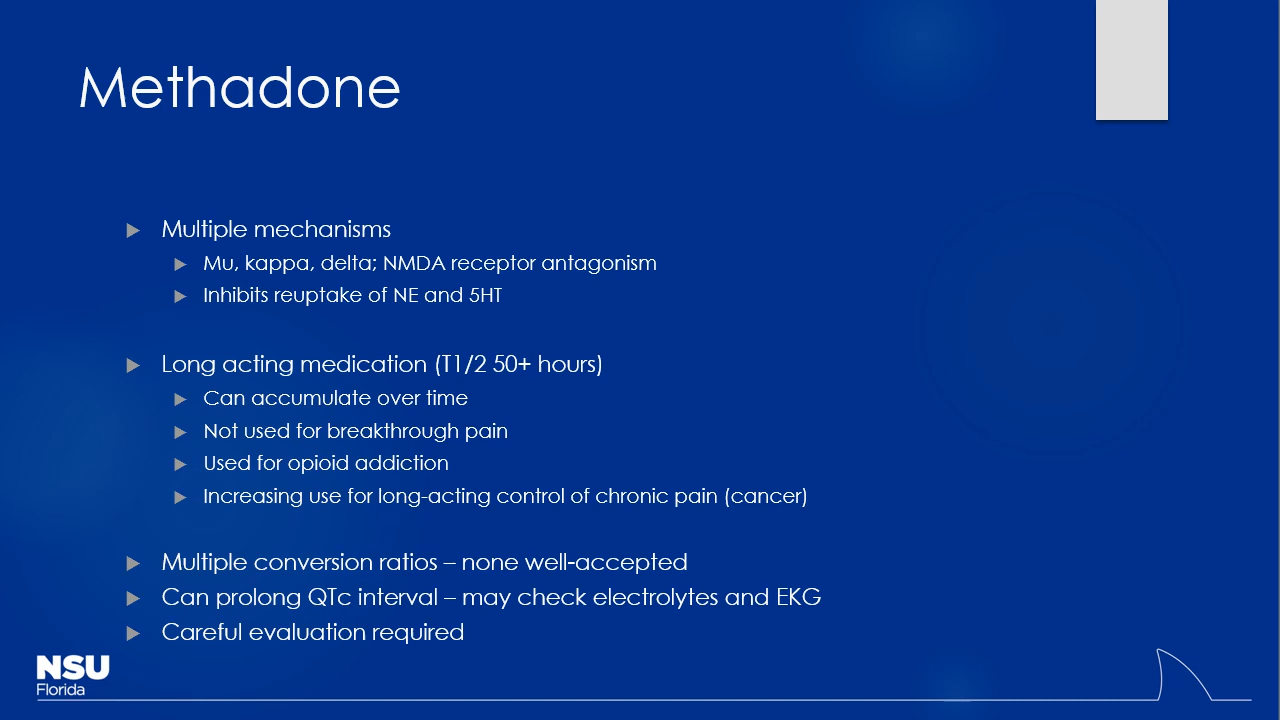 Methadone
Multiple mechanisms
Mu, kappa, delta; NMDA receptor antagonism
Inhibits reuptake of NE and 5HT
Long acting medication (T1/2 50+ hours)
Can accumulate over time
Not used for breakthrough pain
Used for opioid addiction
Increasing use for long-acting control of chronic pain (cancer)
Multiple conversion ratios – none well-accepted
Can prolong QTc interval – may check electrolytes and EKG
Careful evaluation required
NSU
Florida